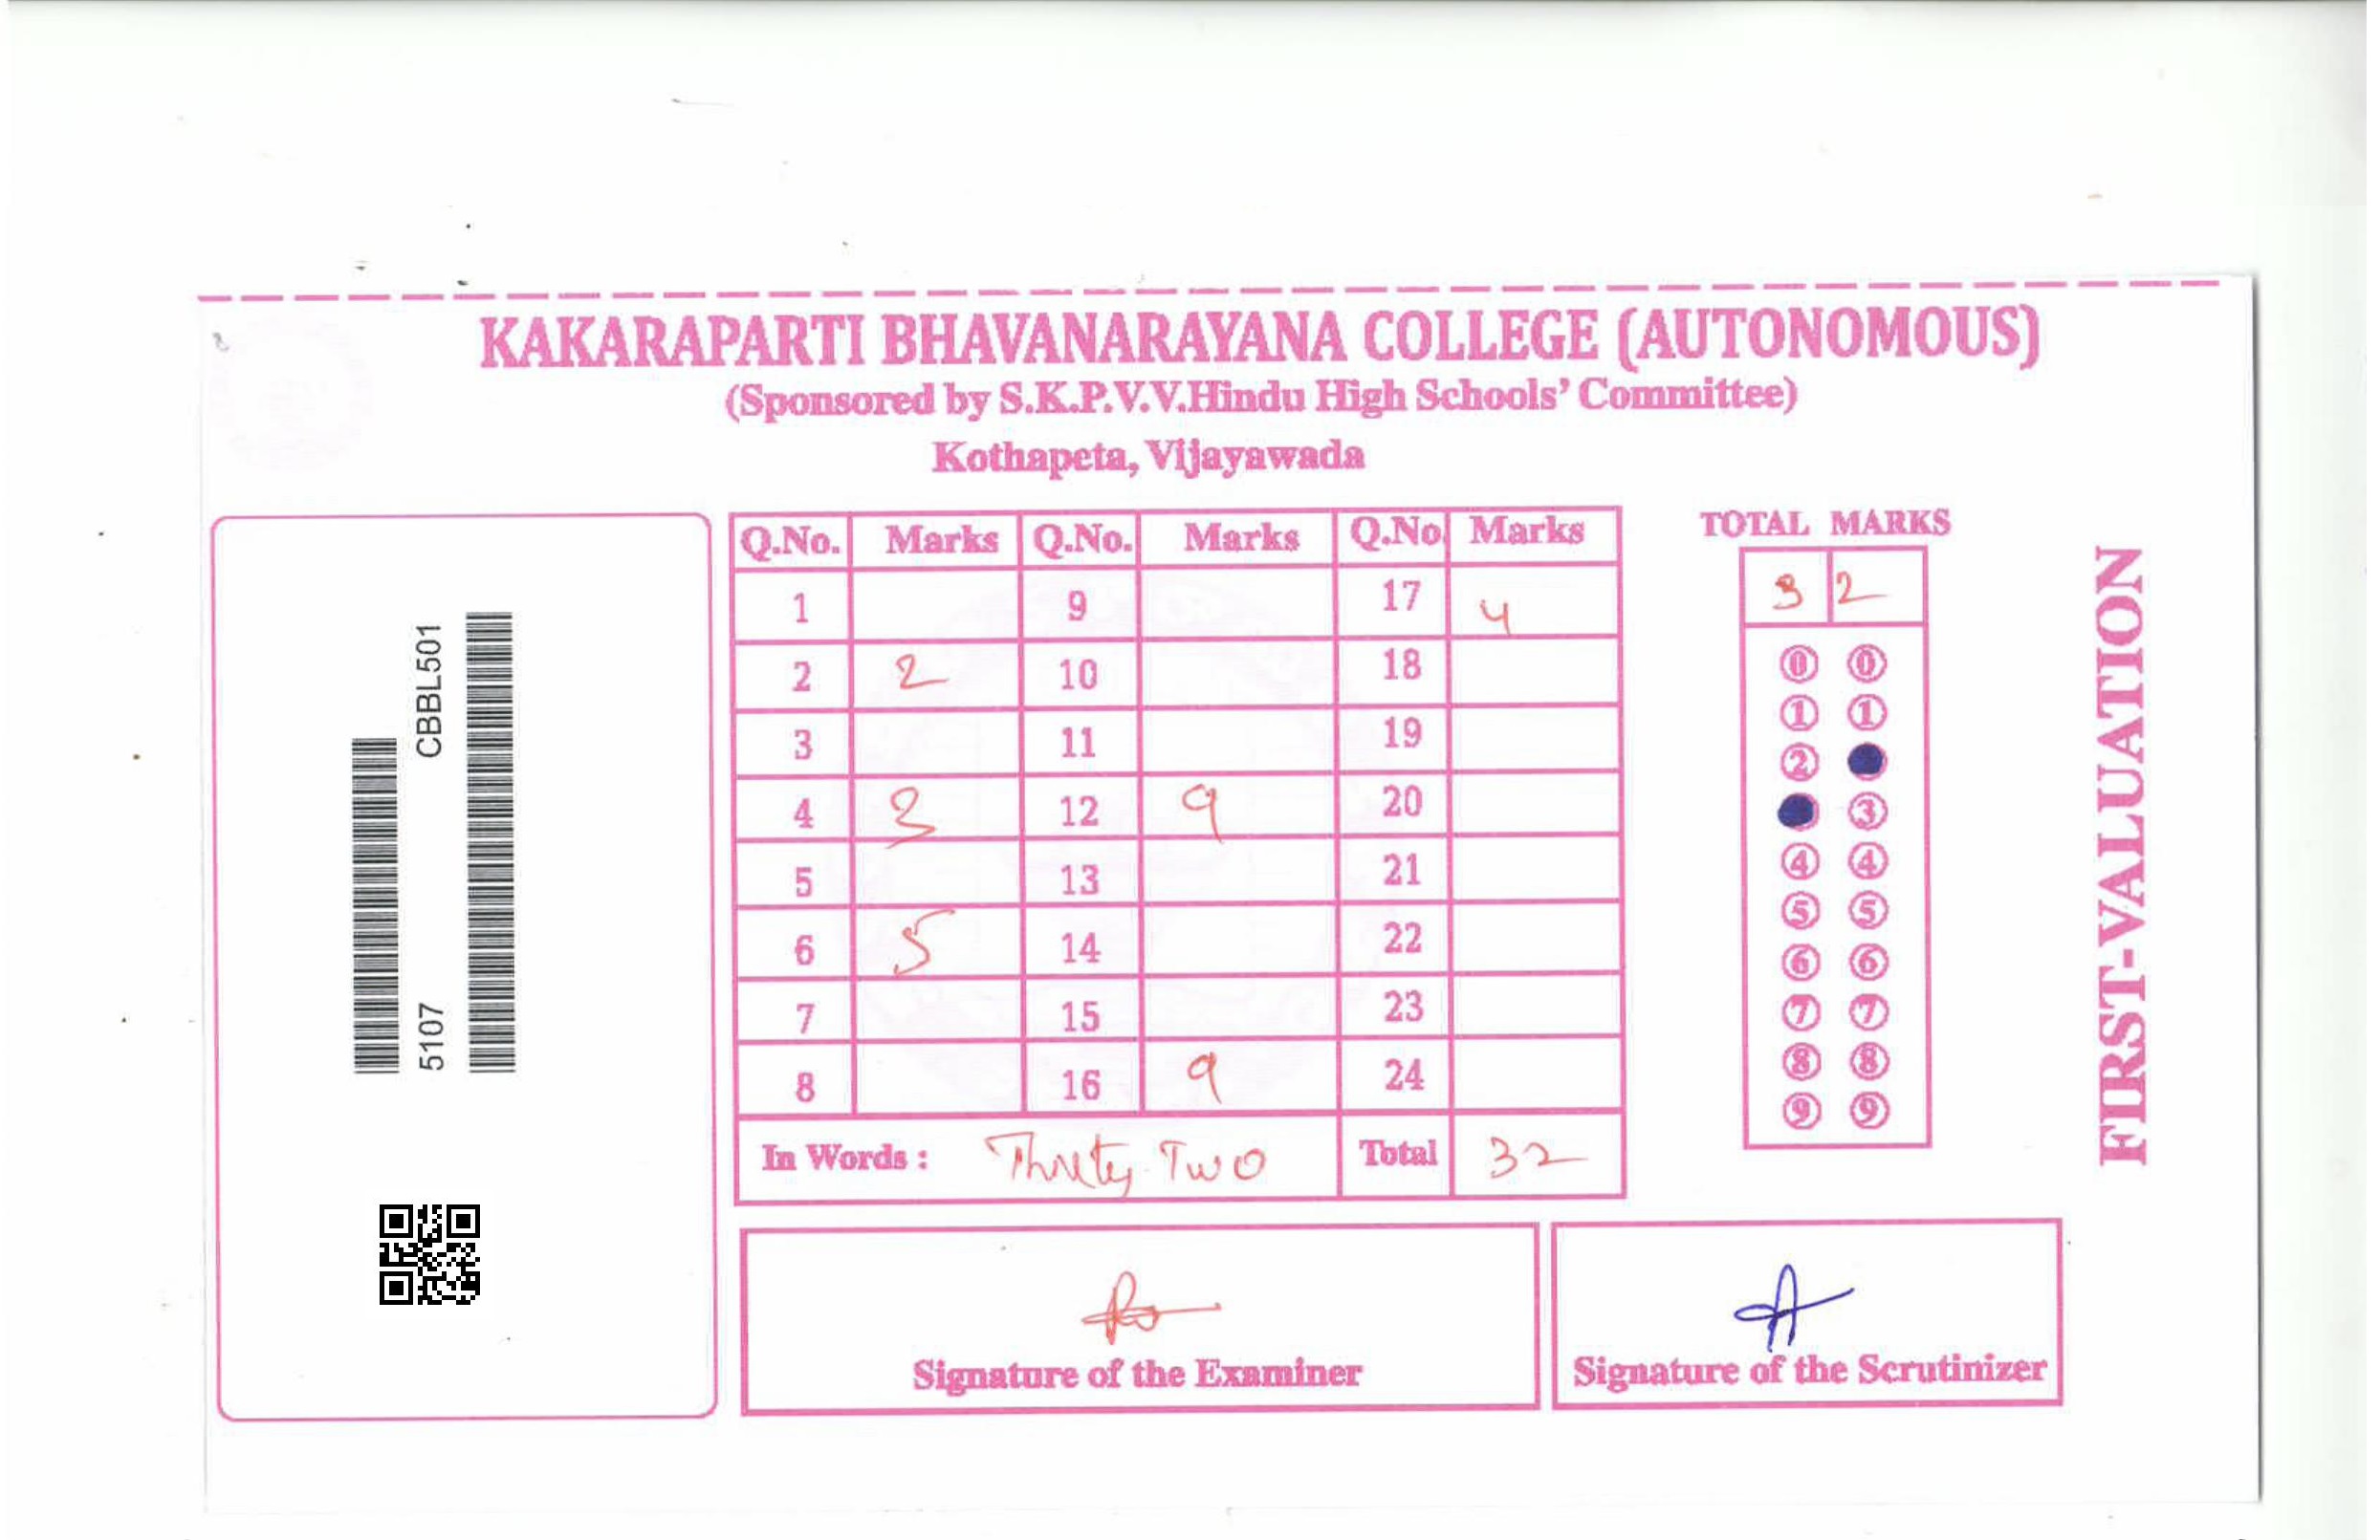 KAKARAPARTI BHAVANARAYANA COLLEGE (AUTONOMOUS)
(Sponsored by S.K.P.V.V.Hindu High Schools' Committee)
Kothapeta, Vijayawada
CBBL501
5107
Q.No. Marks Q.No. Marks Q.No Marks
1 9 17 4
2 2 10 18
3 11 19
4 3 12 9 20
5 13 21
6 5 14 22
7 15 23
8 16 9 24
In Words : Thirty Two Total 32
TOTAL MARKS
3 2
0 0
1 1
2
3
4 4
5 5
6 6
7 7
8 8
9 9
FIRST-VALUATION
Signature of the Examiner
Signature of the Scrutinizer